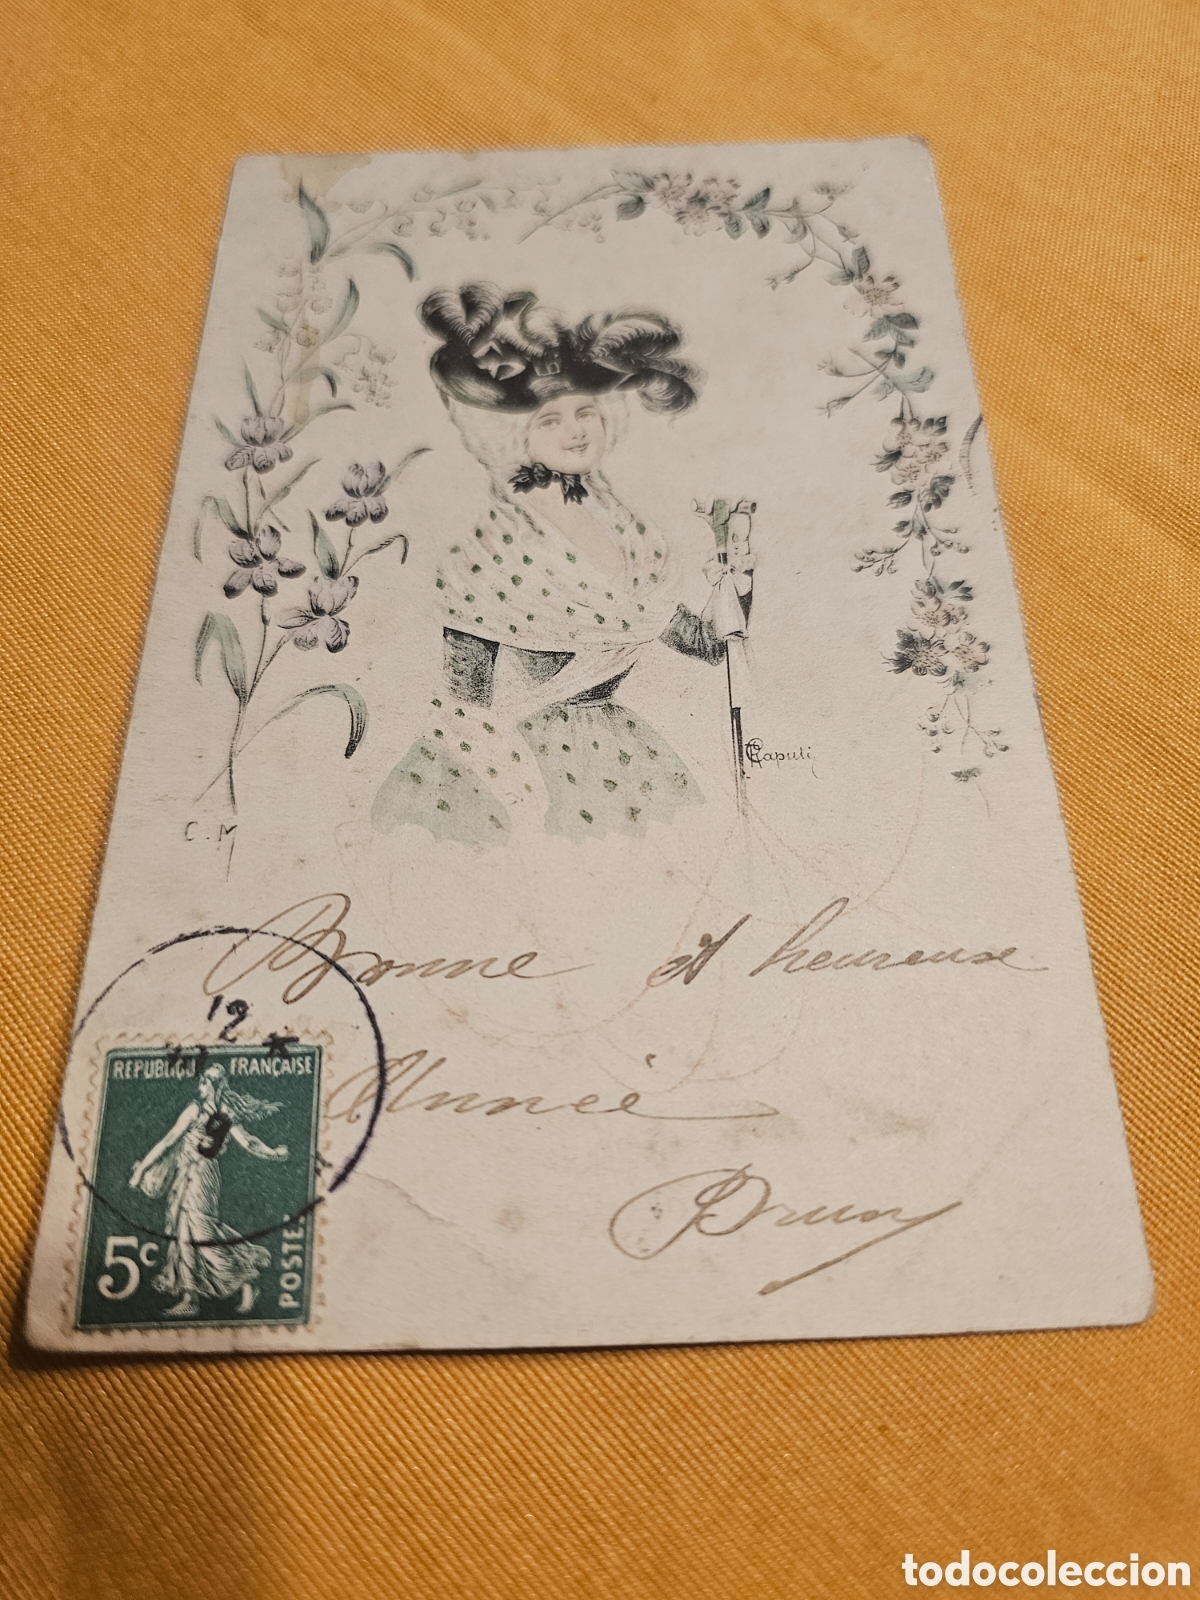 Caputi
C. M
Bonne et heureuse
Année
12
9
REPUBLIQUE FRANÇAISE
5c
POSTES
todocoleccion